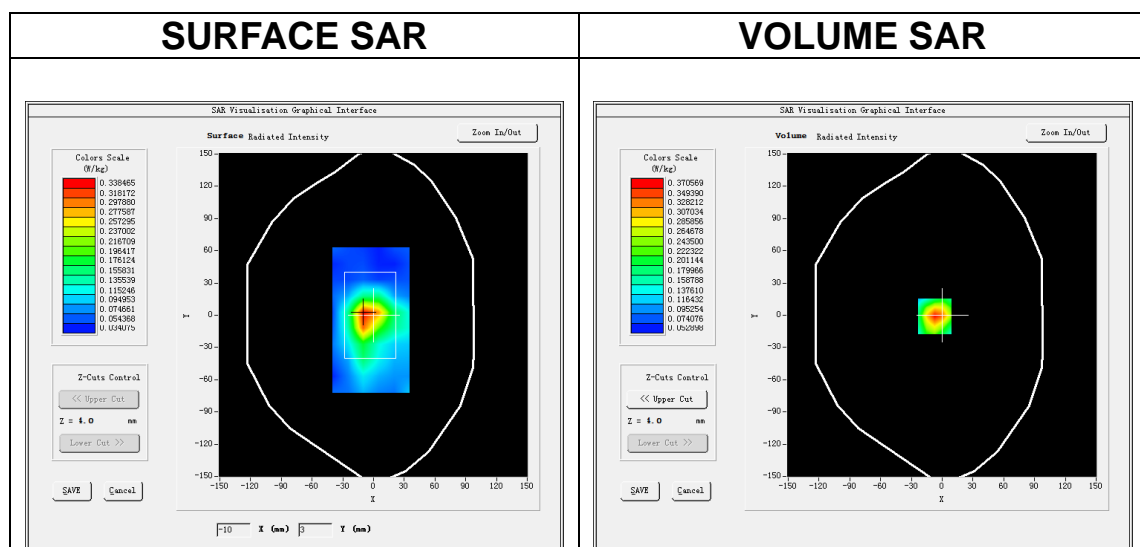 SURFACE SAR
VOLUME SAR
SAR Visualisation Graphical Interface
Surface Radiated Intensity
Zoom In/Out
Colors Scale
(W/kg)
0.338465
0.318172
0.297880
0.277587
0.257295
0.237002
0.216709
0.196417
0.176124
0.155831
0.135539
0.115246
0.094953
0.074661
0.054368
0.034075
150
120
90
60
30
0
-30
-60
-90
-120
-150
Y
-150 -120 -90 -60 -30 0 30 60 90 120 150
X
Z-Cuts Control
<< Upper Cut
Z = 4.0 mm
Lower Cut >>
SAVE Cancel
-10 X (mm) 3 Y (mm)
SAR Visualisation Graphical Interface
Volume Radiated Intensity
Zoom In/Out
Colors Scale
(W/kg)
0.370569
0.349390
0.328212
0.307034
0.285856
0.264678
0.243500
0.222322
0.201144
0.179966
0.158788
0.137610
0.116432
0.095254
0.074076
0.052898
150
120
90
60
30
0
-30
-60
-90
-120
-150
Y
-150 -120 -90 -60 -30 0 30 60 90 120 150
X
Z-Cuts Control
<< Upper Cut
Z = 4.0 mm
Lower Cut >>
SAVE Cancel